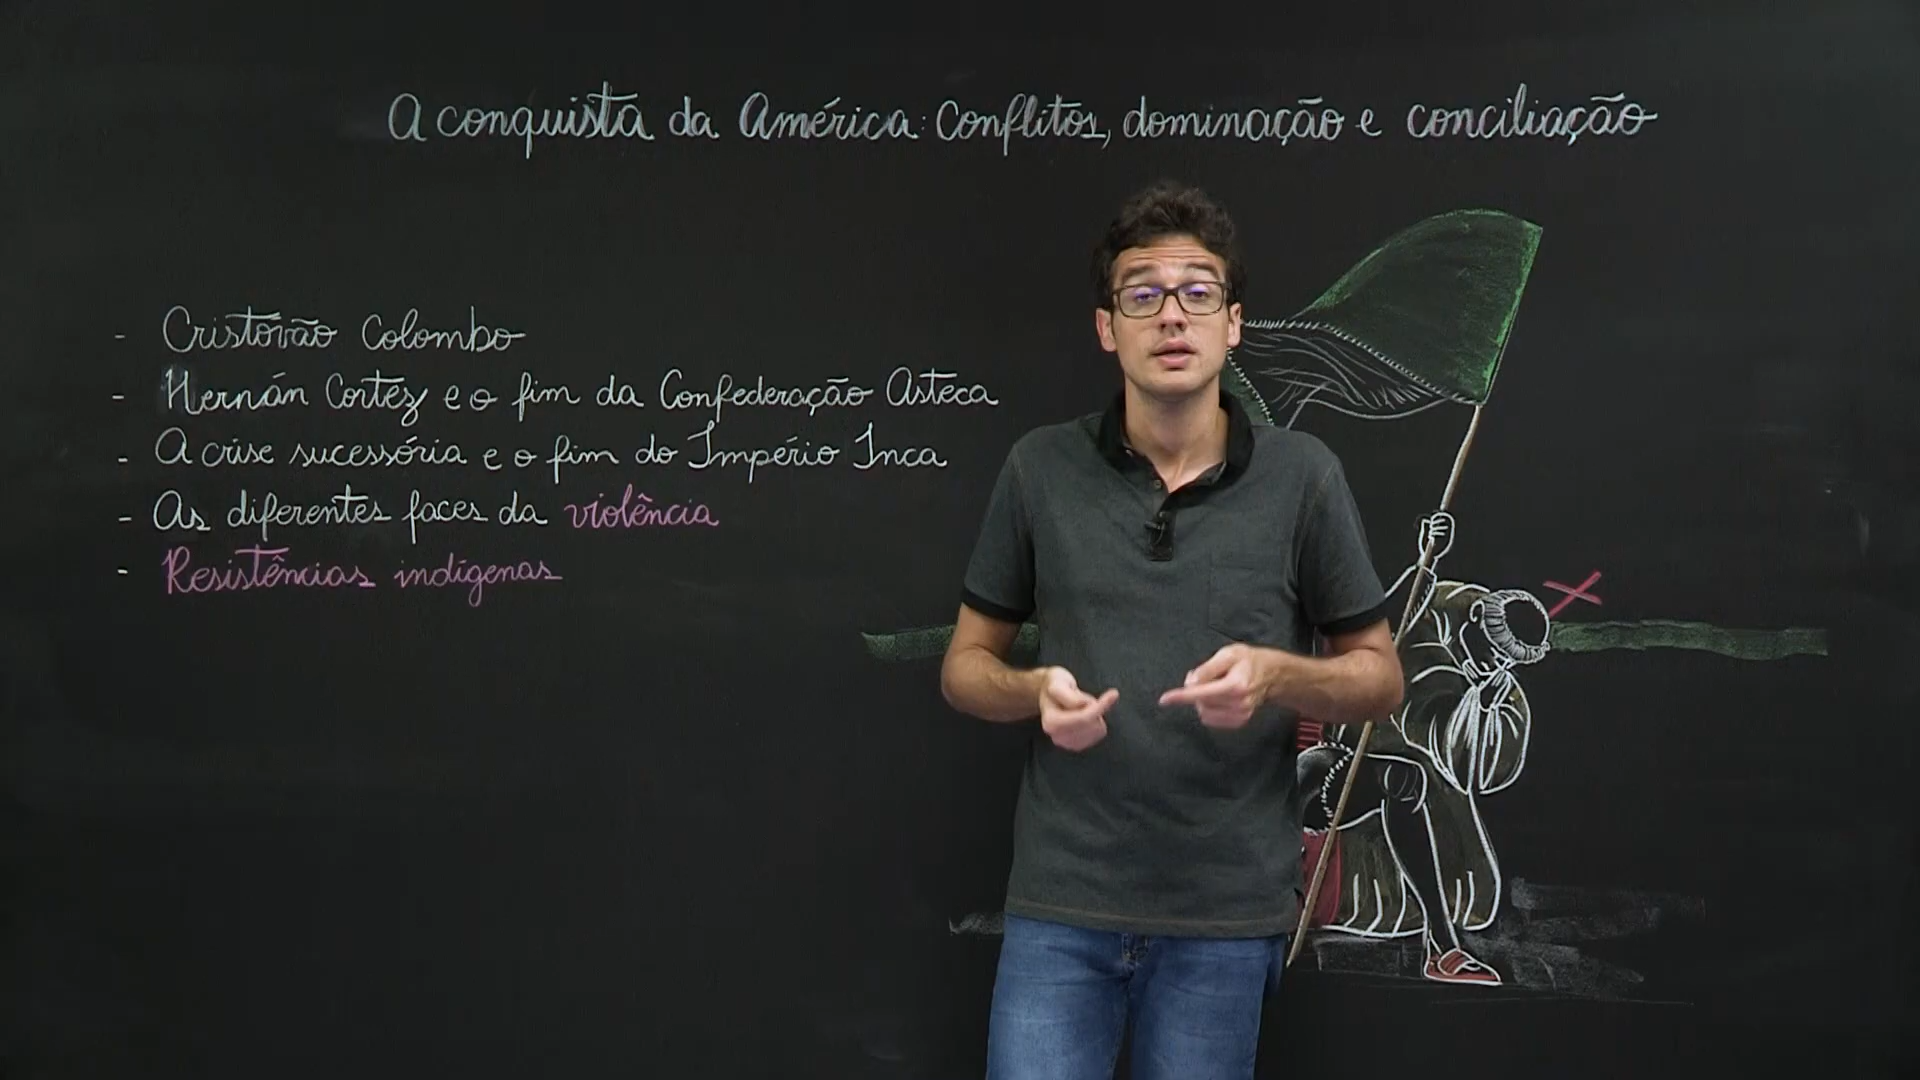 A conquista da América: Conflitos, dominação e conciliação
- Cristóvão Colombo
- Hernán Cortez e o fim da Confederação Asteca
- A crise sucessória e o fim do Império Inca
- As diferentes faces da violência
- Resistências indígenas